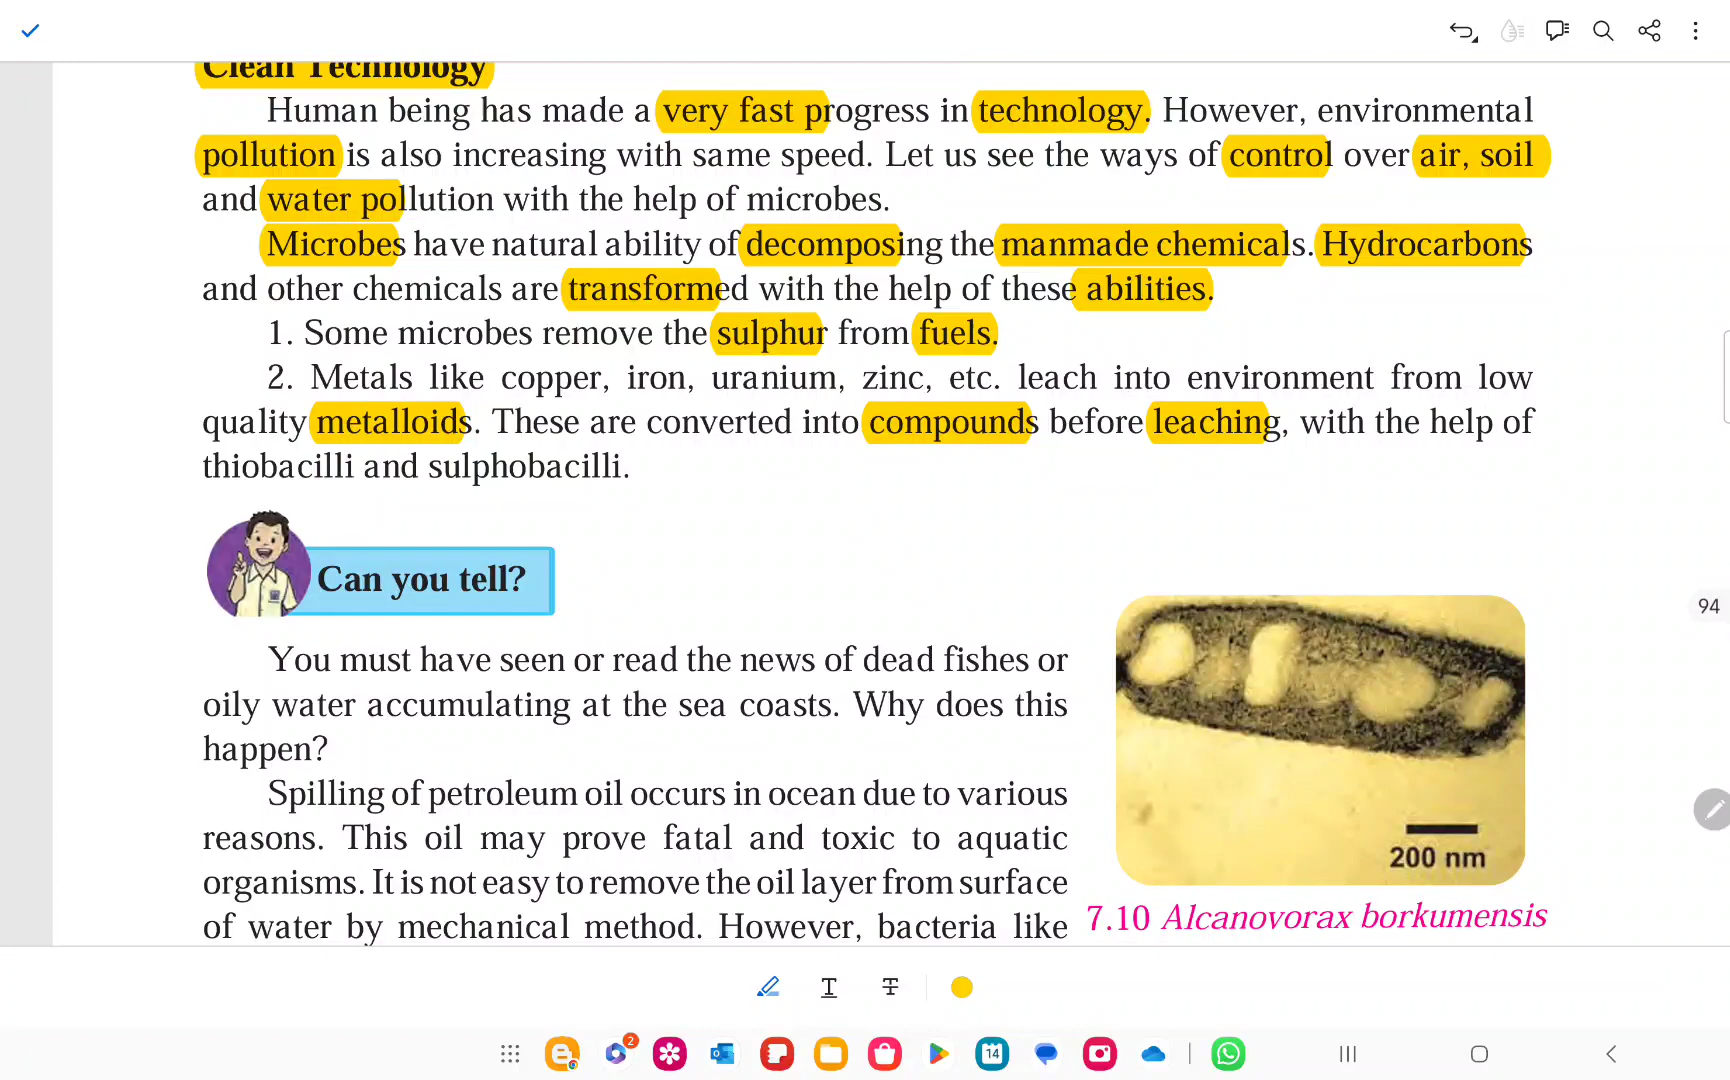 Clean Technology
Human being has made a very fast progress in technology. However, environmental
pollution is also increasing with same speed. Let us see the ways of control over air, soil
and water pollution with the help of microbes.
Microbes have natural ability of decomposing the manmade chemicals. Hydrocarbons
and other chemicals are transformed with the help of these abilities.
1. Some microbes remove the sulphur from fuels.
2. Metals like copper, iron, uranium, zinc, etc. leach into environment from low
quality metalloids. These are converted into compounds before leaching, with the help of
thiobacilli and sulphobacilli.
Can you tell?
You must have seen or read the news of dead fishes or
oily water accumulating at the sea coasts. Why does this
happen?
Spilling of petroleum oil occurs in ocean due to various
reasons. This oil may prove fatal and toxic to aquatic
organisms. It is not easy to remove the oil layer from surface
of water by mechanical method. However, bacteria like
200 nm
7.10 Alcanovorax borkumensis
94
T
T
2
14